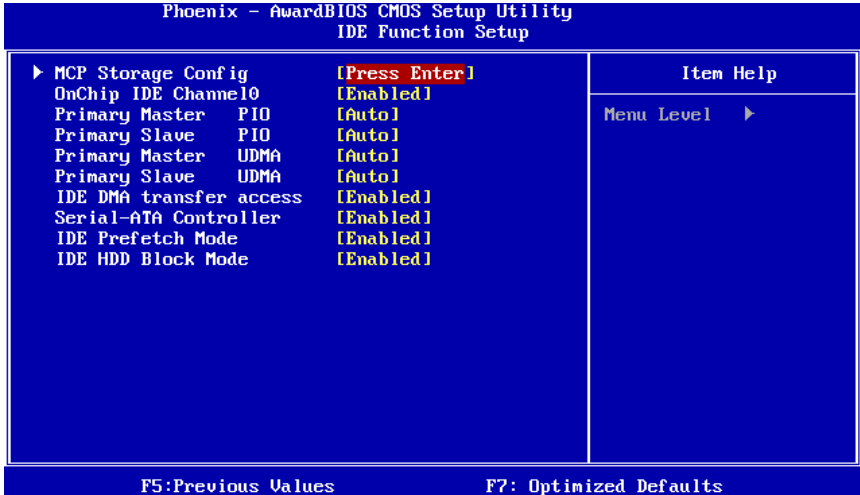 Phoenix - AwardBIOS CMOS Setup Utility
IDE Function Setup
MCP Storage Config [Press Enter]
OnChip IDE Channel0 [Enabled]
Primary Master PIO [Auto]
Primary Slave PIO [Auto]
Primary Master UDMA [Auto]
Primary Slave UDMA [Auto]
IDE DMA transfer access [Enabled]
Serial-ATA Controller [Enabled]
IDE Prefetch Mode [Enabled]
IDE HDD Block Mode [Enabled]
Item Help
Menu Level
F5:Previous Values F7: Optimized Defaults